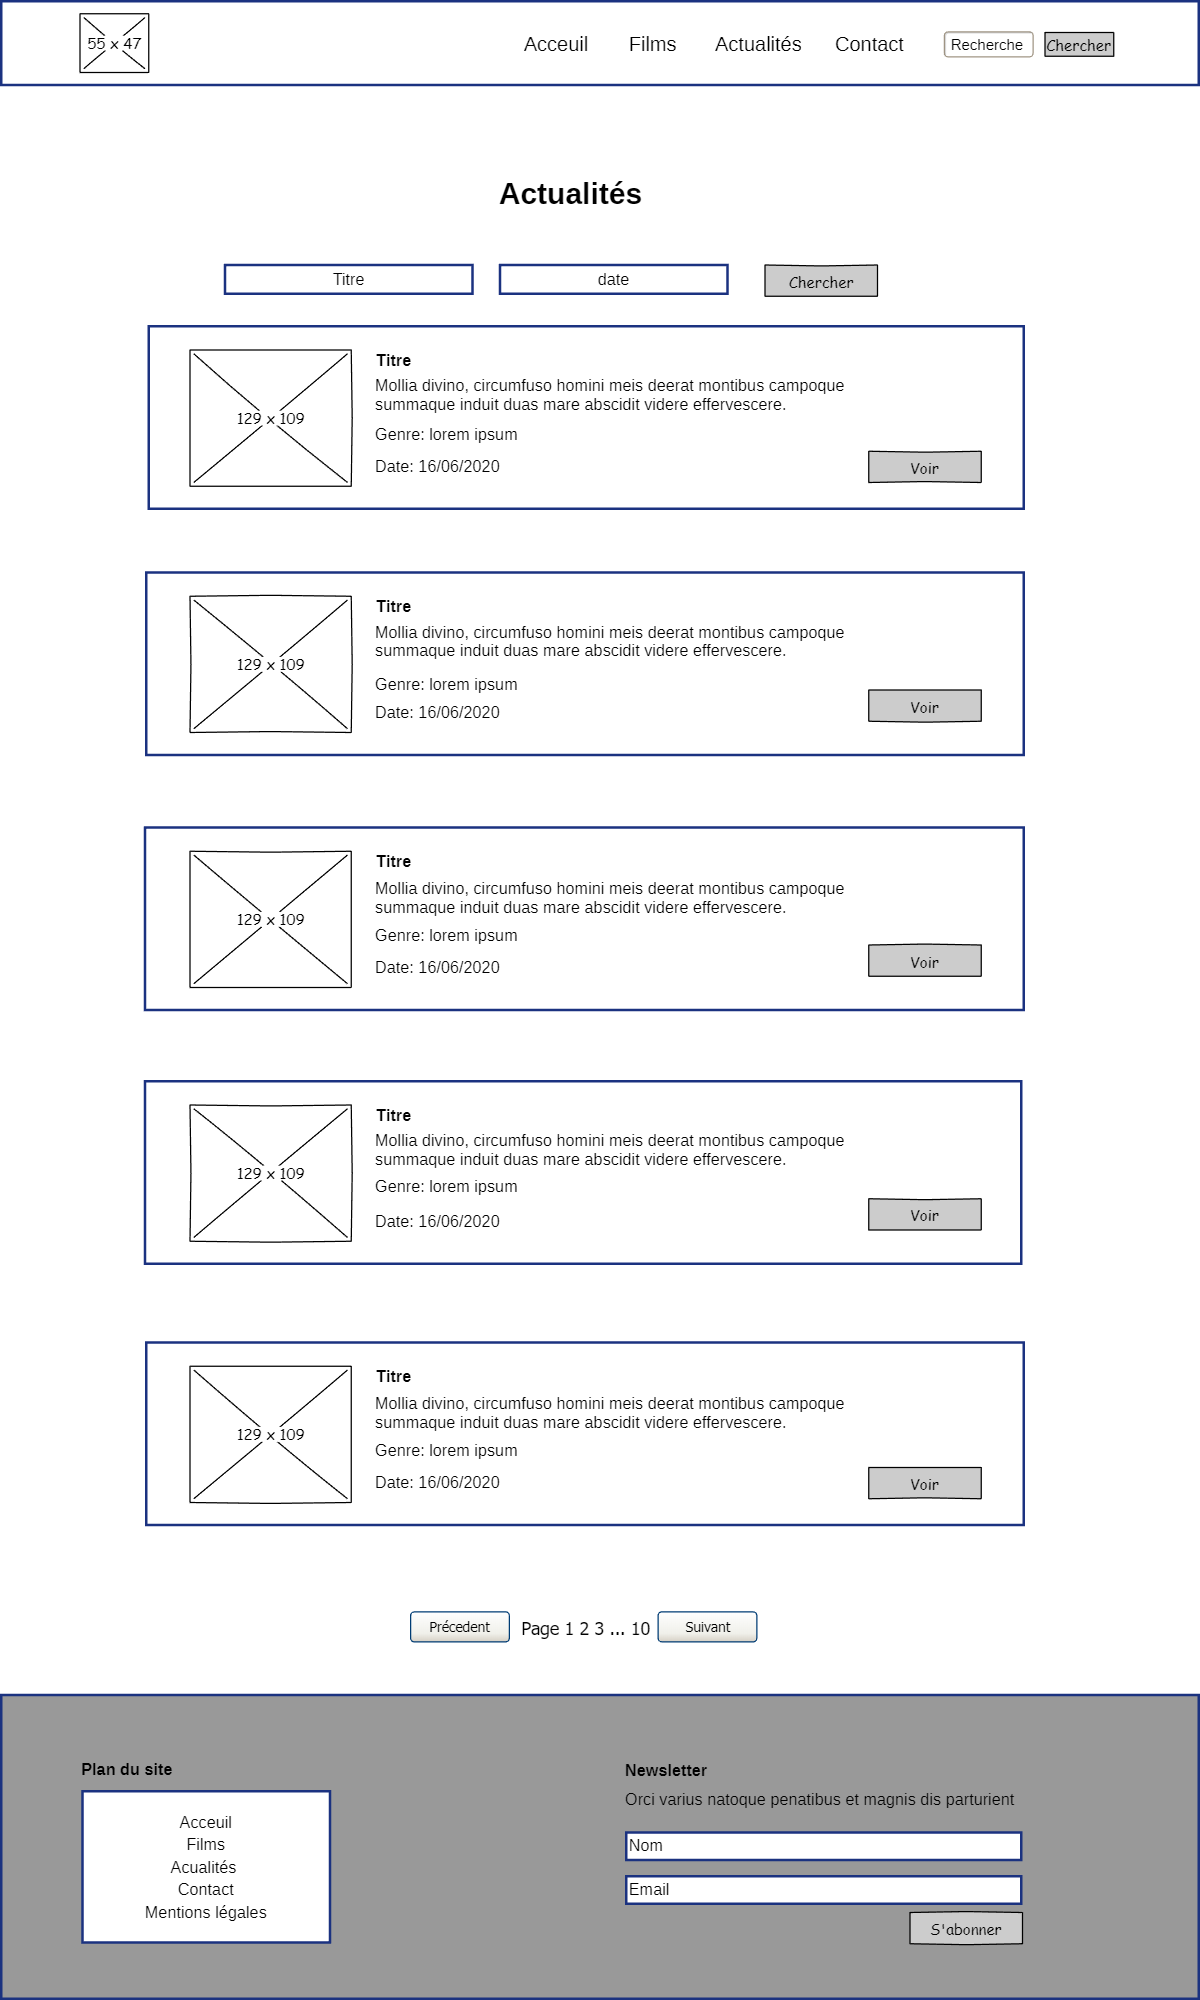 55 x 47
Acceuil
Films
Actualités
Contact
Recherche
Chercher
Actualités
Titre
date
Chercher
129 x 109
Titre
Mollia divino, circumfuso homini meis deerat montibus campoque
summaque induit duas mare abscidit videre effervescere.
Genre: lorem ipsum
Date: 16/06/2020
Voir
129 x 109
Titre
Mollia divino, circumfuso homini meis deerat montibus campoque
summaque induit duas mare abscidit videre effervescere.
Genre: lorem ipsum
Date: 16/06/2020
Voir
129 x 109
Titre
Mollia divino, circumfuso homini meis deerat montibus campoque
summaque induit duas mare abscidit videre effervescere.
Genre: lorem ipsum
Date: 16/06/2020
Voir
129 x 109
Titre
Mollia divino, circumfuso homini meis deerat montibus campoque
summaque induit duas mare abscidit videre effervescere.
Genre: lorem ipsum
Date: 16/06/2020
Voir
129 x 109
Titre
Mollia divino, circumfuso homini meis deerat montibus campoque
summaque induit duas mare abscidit videre effervescere.
Genre: lorem ipsum
Date: 16/06/2020
Voir
Précedent
Page 1 2 3 ... 10
Suivant
Plan du site
Acceuil
Films
Acualités
Contact
Mentions légales
Newsletter
Orci varius natoque penatibus et magnis dis parturient
Nom
Email
S'abonner